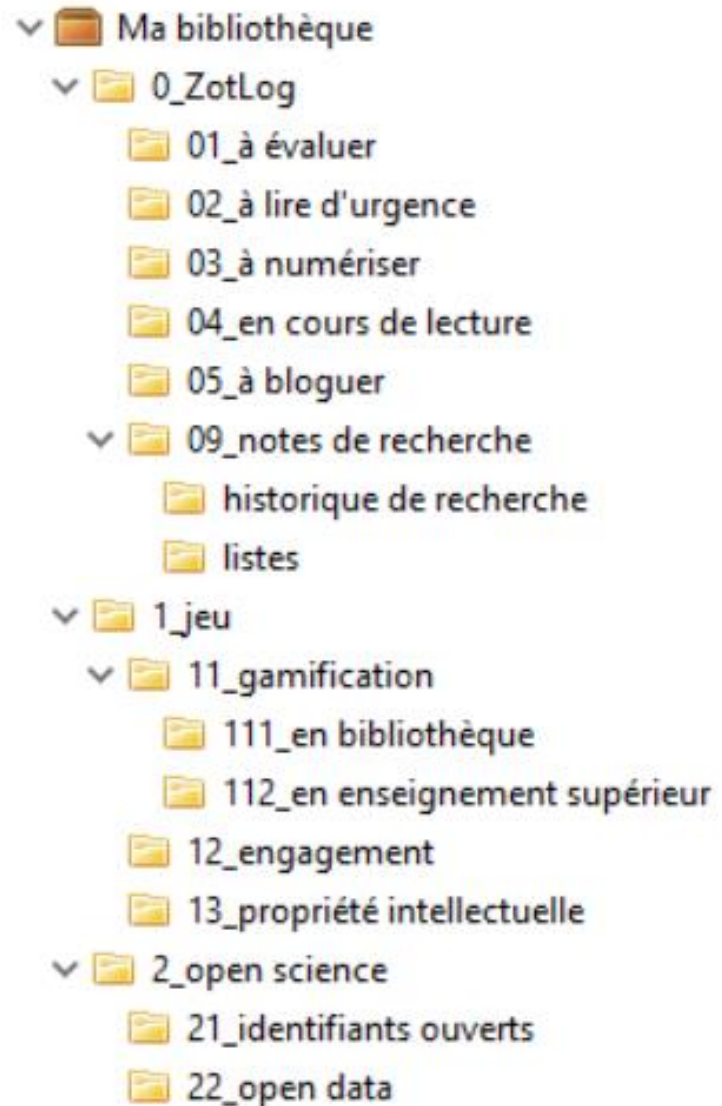 Ma bibliothèque
0_ZotLog
01_à évaluer
02_à lire d'urgence
03_à numériser
04_en cours de lecture
05_à bloguer
09_notes de recherche
historique de recherche
listes
1_jeu
11_gamification
111_en bibliothèque
112_en enseignement supérieur
12_engagement
13_propriété intellectuelle
2_open science
21_identifiants ouverts
22_open data